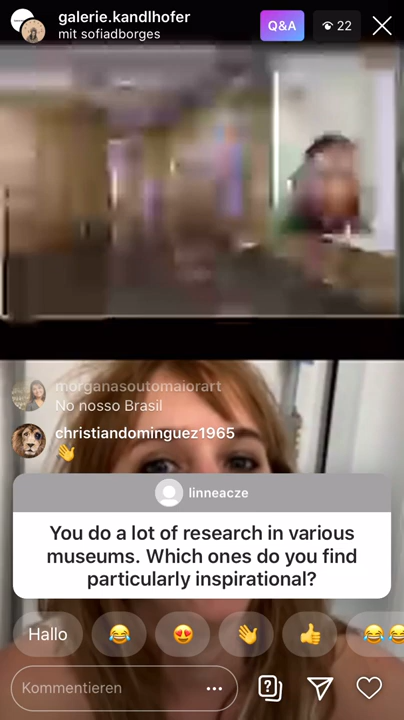 galerie.kandlhofer
mit sofiadborges
Q&A
22
morganasoutomaiorart
No nosso Brasil
christiandominguez1965
👋
linneacze
You do a lot of research in various
museums. Which ones do you find
particularly inspirational?
Hallo 😂 😍 👋 👍 😂😂
Kommentieren